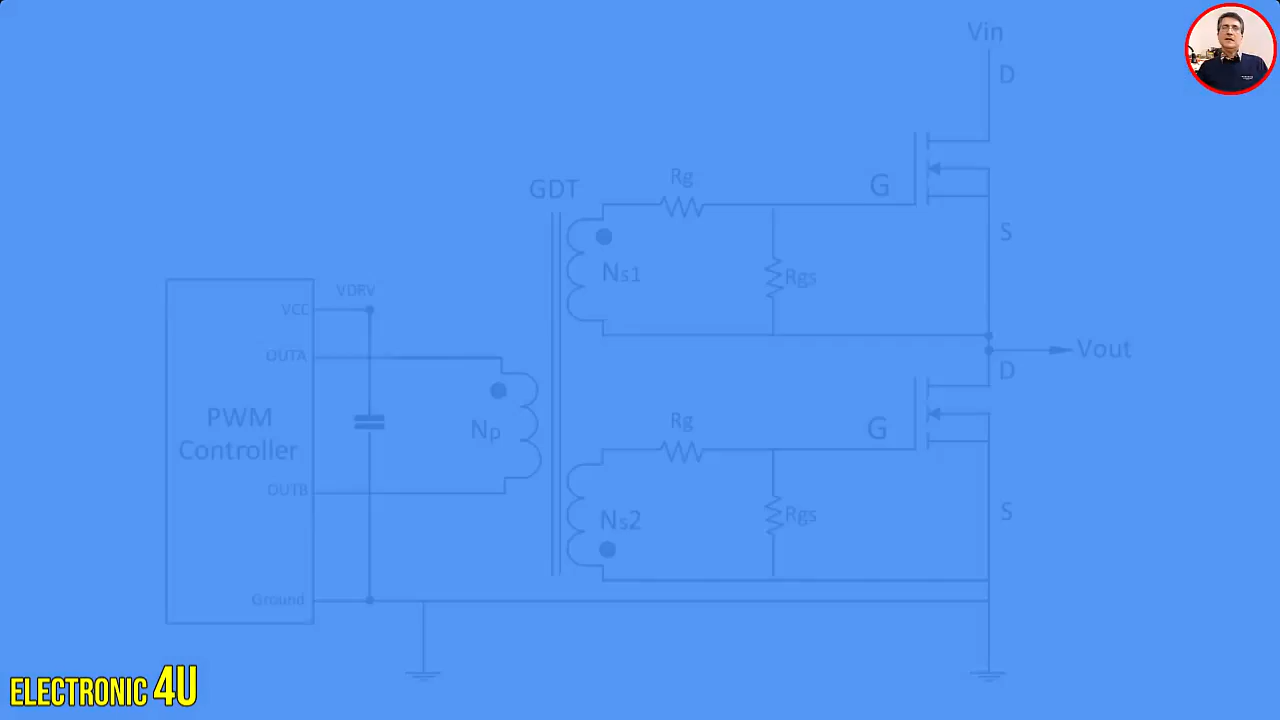 Vin
D
Rg
G
GDT
S
Ns1
Rgs
VDRV
VCC
OUTA
Vout
D
PWM
Controller
Np
Rg
G
OUTB
Ns2
Rgs
S
Ground
ELECTRONIC 4U